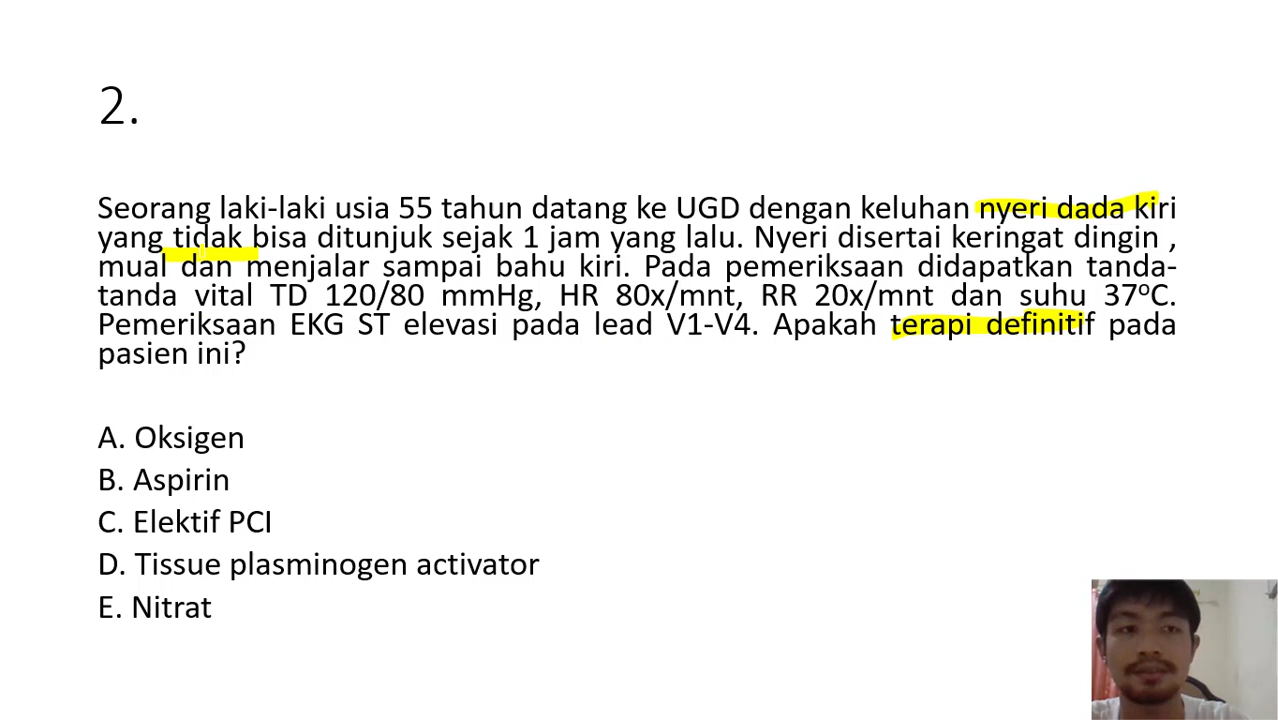 2.
Seorang laki-laki usia 55 tahun datang ke UGD dengan keluhan nyeri dada kiri
yang tidak bisa ditunjuk sejak 1 jam yang lalu. Nyeri disertai keringat dingin ,
mual dan menjalar sampai bahu kiri. Pada pemeriksaan didapatkan tanda-
tanda vital TD 120/80 mmHg, HR 80x/mnt, RR 20x/mnt dan suhu 37ᵒC.
Pemeriksaan EKG ST elevasi pada lead V1-V4. Apakah terapi definitif pada
pasien ini?
A. Oksigen
B. Aspirin
C. Elektif PCI
D. Tissue plasminogen activator
E. Nitrat